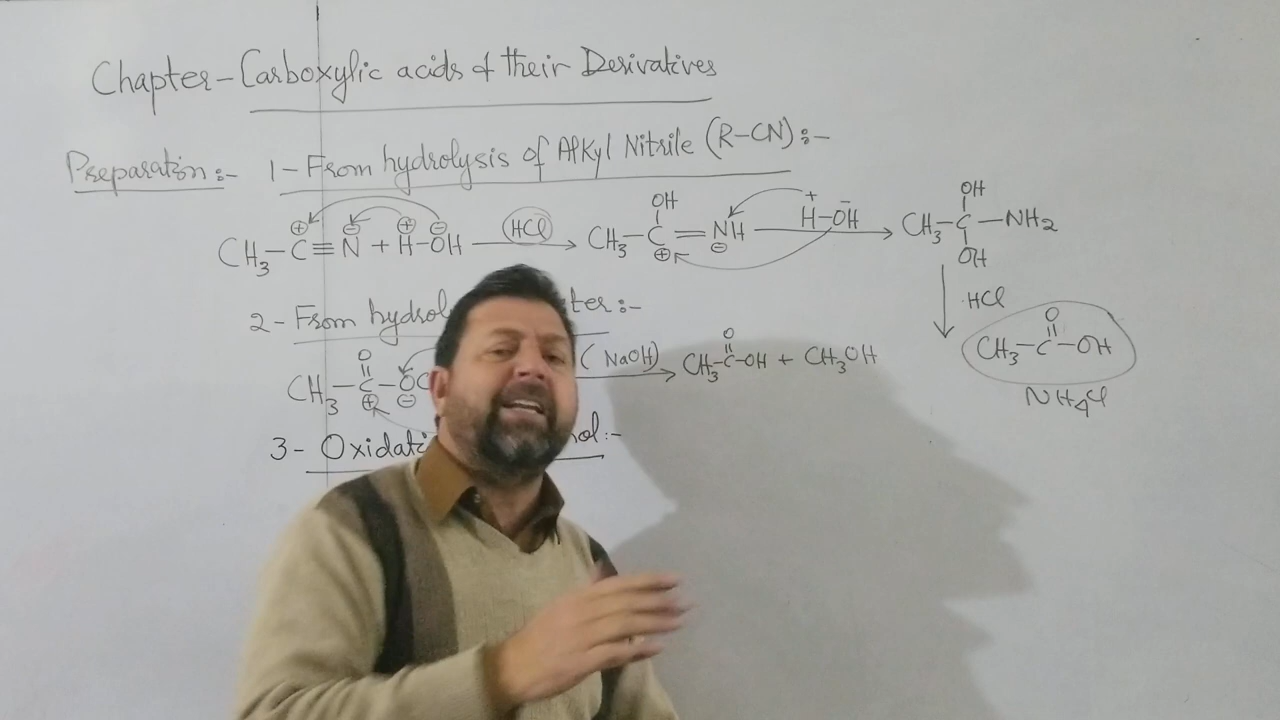 Chapter - Carboxylic acids & their Derivatives
Preparation:- 1- From hydrolysis of Alkyl Nitrile (R-CN):-
CH3-C≡N + H-OH HCl CH3-C(OH)=NH H-OH CH3-C(OH)(OH)-NH2
HCl
2- From hydrol ter:-
CH3-C(=O)-OC (NaOH) CH3-C(=O)-OH + CH3OH
CH3-C(=O)-OH
NH4Cl
3- Oxidati ol:-